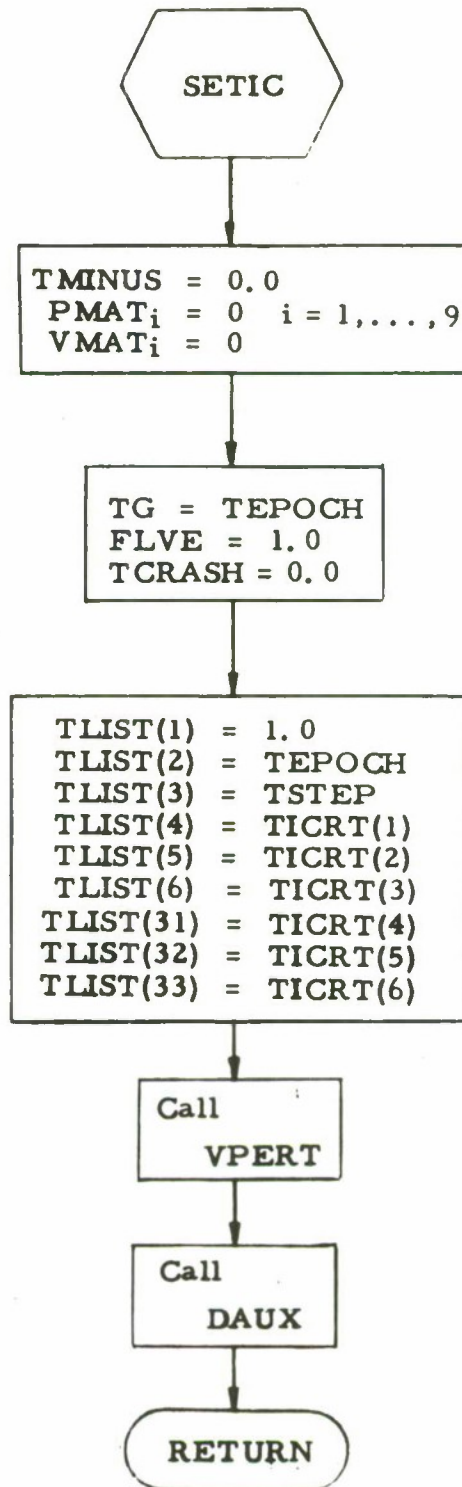 SETIC
TMINUS = 0.0
PMATi = 0 i = 1,...,9
VMATi = 0
TG = TEPOCH
FLVE = 1.0
TCRASH = 0.0
TLIST(1) = 1.0
TLIST(2) = TEPOCH
TLIST(3) = TSTEP
TLIST(4) = TICRT(1)
TLIST(5) = TICRT(2)
TLIST(6) = TICRT(3)
TLIST(31) = TICRT(4)
TLIST(32) = TICRT(5)
TLIST(33) = TICRT(6)
Call
VPERT
Call
DAUX
RETURN